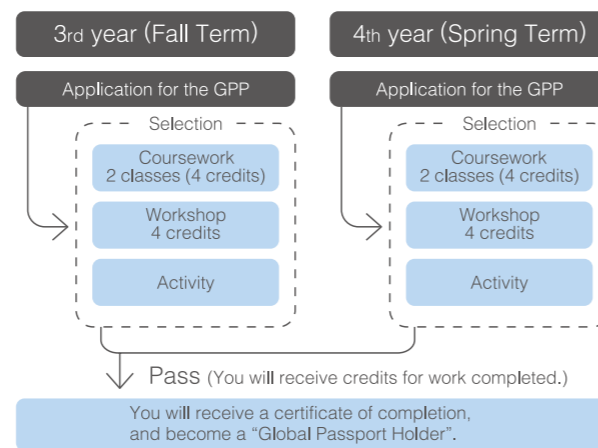 3rd year (Fall Term)
Application for the GPP
Selection
Coursework
2 classes (4 credits)
Workshop
4 credits
Activity
4th year (Spring Term)
Application for the GPP
Selection
Coursework
2 classes (4 credits)
Workshop
4 credits
Activity
Pass (You will receive credits for work completed.)
You will receive a certificate of completion,
and become a “Global Passport Holder”.